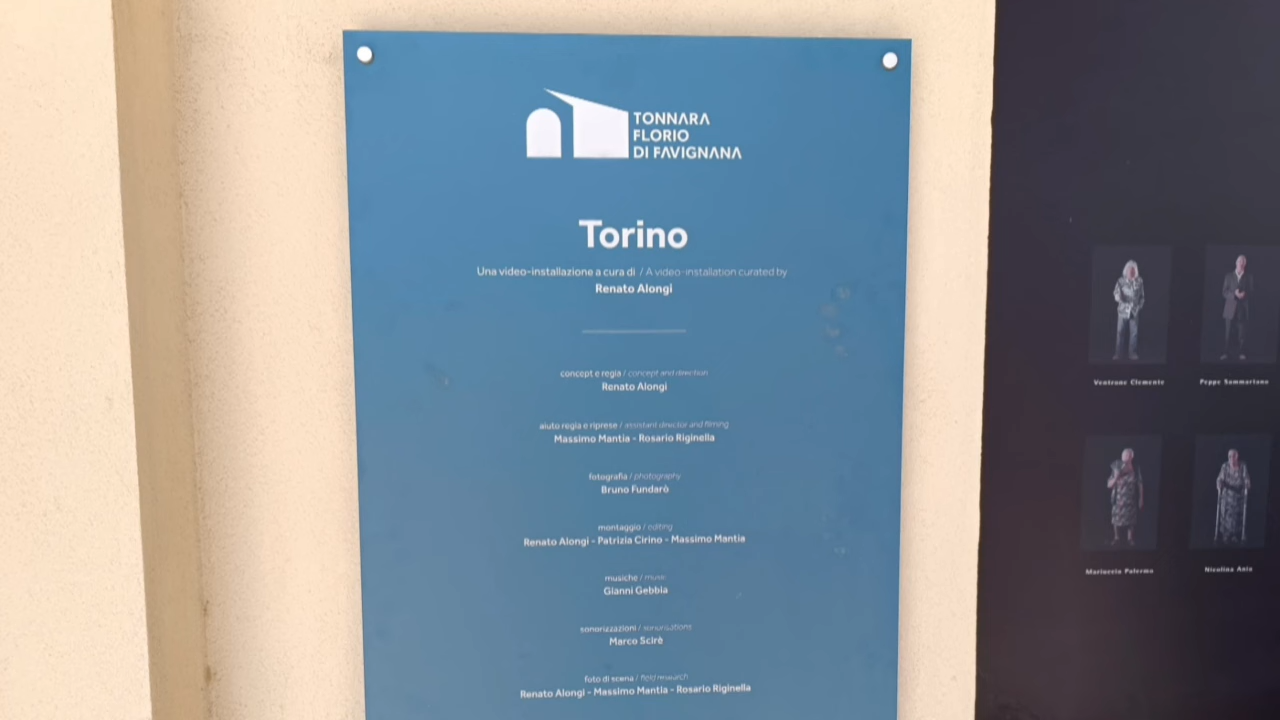 TONNARA
FLORIO
DI FAVIGNANA
Torino
Una video-installazione a cura di / A video-installation curated by
Renato Alongi
concept e regia / concept and direction
Renato Alongi
aiuto regia e riprese / assistant director and filming
Massimo Mantia - Rosario Riginella
fotografia / photography
Bruno Fundarò
montaggio / editing
Renato Alongi - Patrizia Cirino - Massimo Mantia
musiche / music
Gianni Gebbia
sonorizzazioni / sonorisations
Marco Scirè
foto di scena / field research
Renato Alongi - Massimo Mantia - Rosario Riginella
Ventrone Clemente
Peppe Sammartano
Mariuccia Palermo
Nicolina